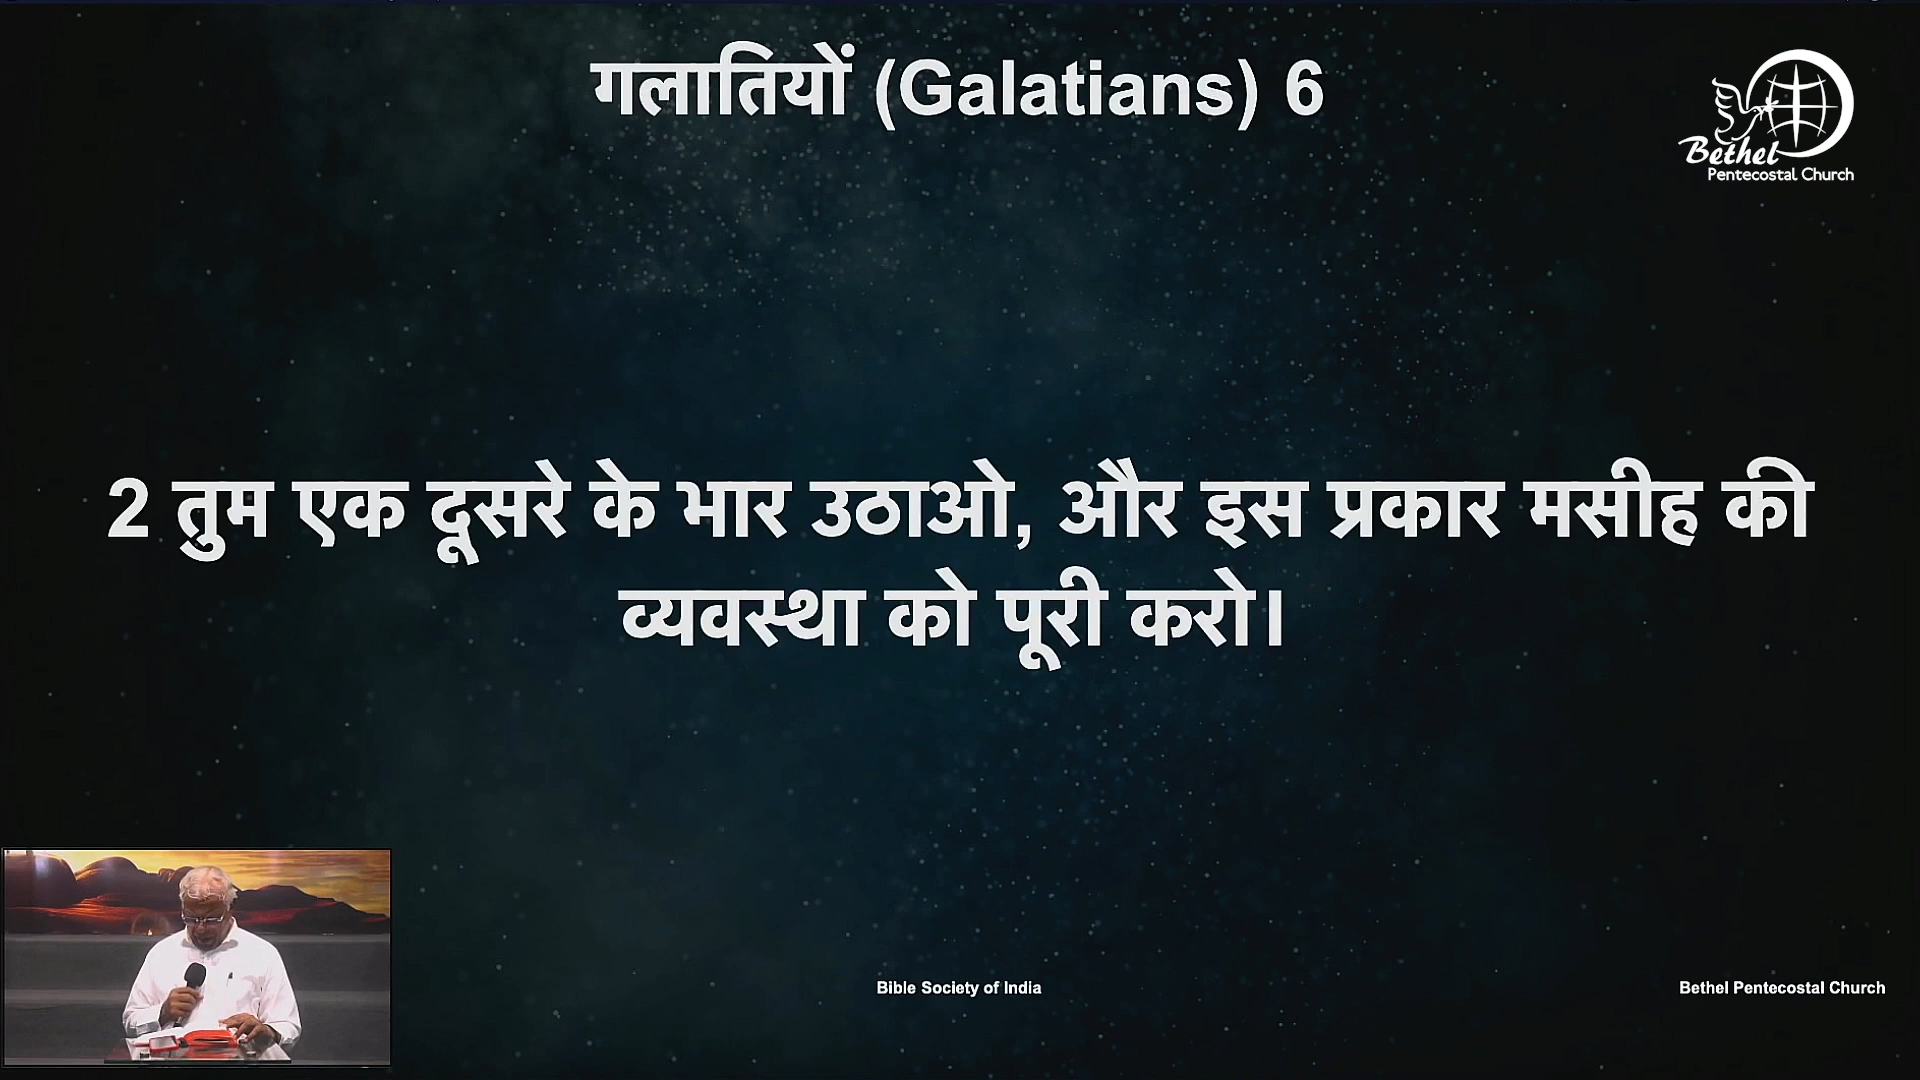 गलातियों (Galatians) 6
Bethel
Pentecostal Church
2 तुम एक दूसरे के भार उठाओ, और इस प्रकार मसीह की
व्यवस्था को पूरी करो।
Bible Society of India
Bethel Pentecostal Church